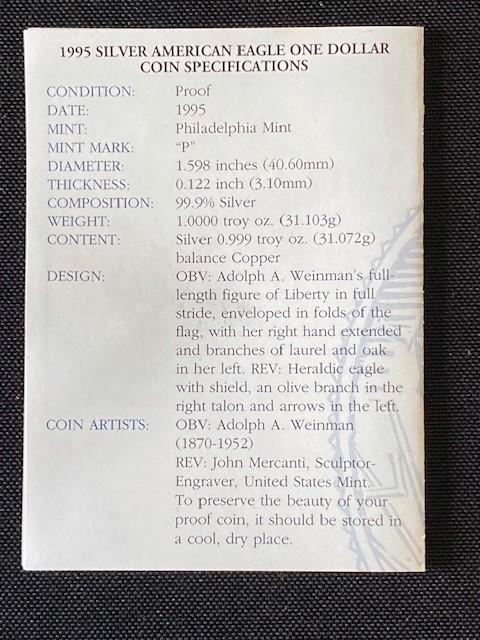 1995 SILVER AMERICAN EAGLE ONE DOLLAR
COIN SPECIFICATIONS
CONDITION: Proof
DATE: 1995
MINT: Philadelphia Mint
MINT MARK: "P"
DIAMETER: 1.598 inches (40.60mm)
THICKNESS: 0.122 inch (3.10mm)
COMPOSITION: 99.9% Silver
WEIGHT: 1.0000 troy oz. (31.103g)
CONTENT: Silver 0.999 troy oz. (31.072g)
balance Copper
DESIGN: OBV: Adolph A. Weinman's full-
length figure of Liberty in full
stride, enveloped in folds of the
flag, with her right hand extended
and branches of laurel and oak
in her left. REV: Heraldic eagle
with shield, an olive branch in the
right talon and arrows in the left.
COIN ARTISTS: OBV: Adolph A. Weinman
(1870-1952)
REV: John Mercanti, Sculptor-
Engraver, United States Mint.
To preserve the beauty of your
proof coin, it should be stored in
a cool, dry place.